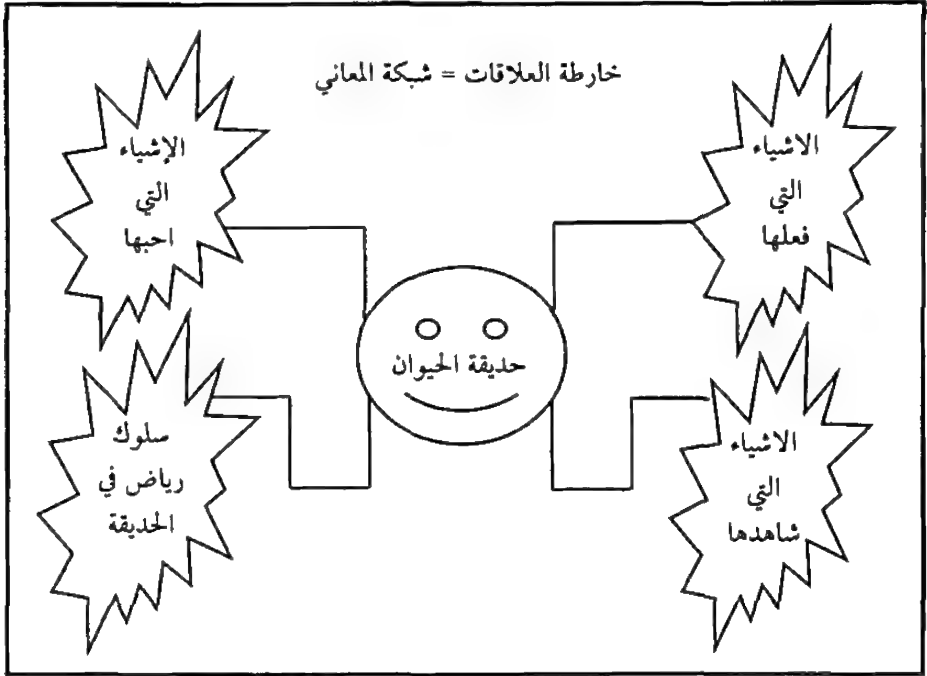 خارطة العلاقات = شبكة المعاني
الاشياء
التي
فعلها
الإشياء
التي
احبها
حديقة الحيوان
الاشياء
التي
شاهدها
سلوك
رياض في
الحديقة